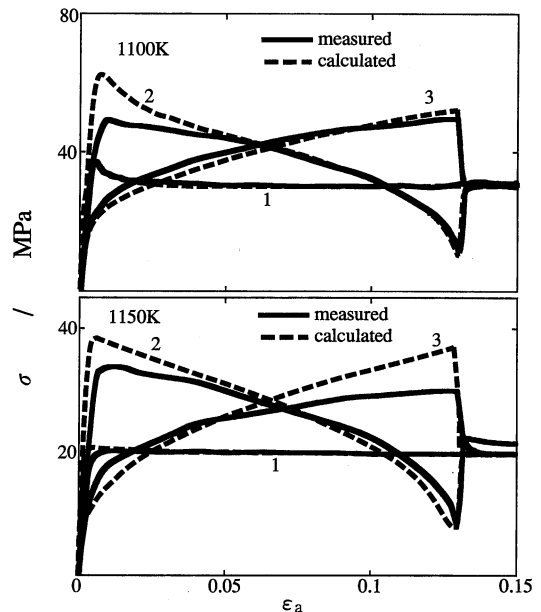 80
1100K
measured
calculated
2
3
40
1
MPa
/
σ
40
1150K
measured
calculated
2
3
20
1
0
0.05
0.1
0.15
εa